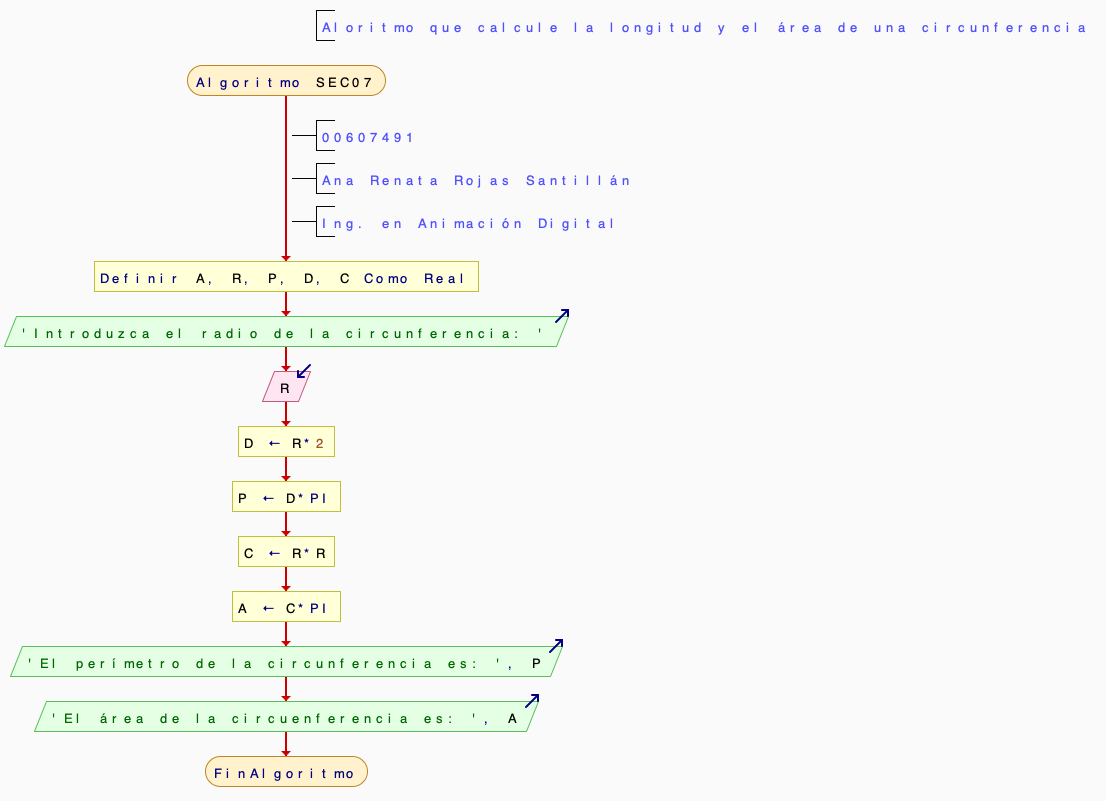 Aloritmo que calcule la longitud y el área de una circunferencia
Algoritmo SEC07
00607491
Ana Renata Rojas Santillán
Ing. en Animación Digital
Definir A, R, P, D, C Como Real
'Introduzca el radio de la circunferencia: '
R
D ← R*2
P ← D*PI
C ← R*R
A ← C*PI
'El perímetro de la circunferencia es: ', P
'El área de la circuenferencia es: ', A
FinAlgoritmo